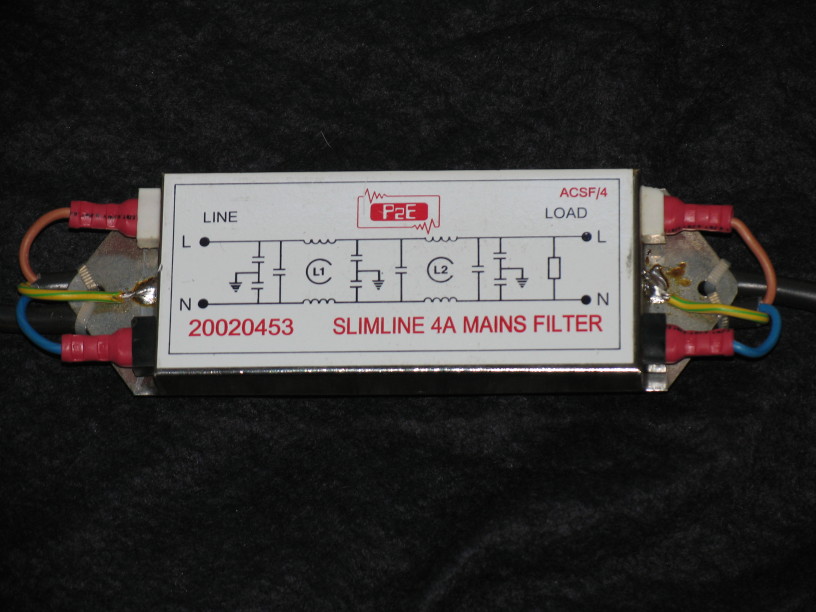 ACSF/4
P2E
LINE
LOAD
L
L
L1
L2
N
N
20020453
SLIMLINE 4A MAINS FILTER